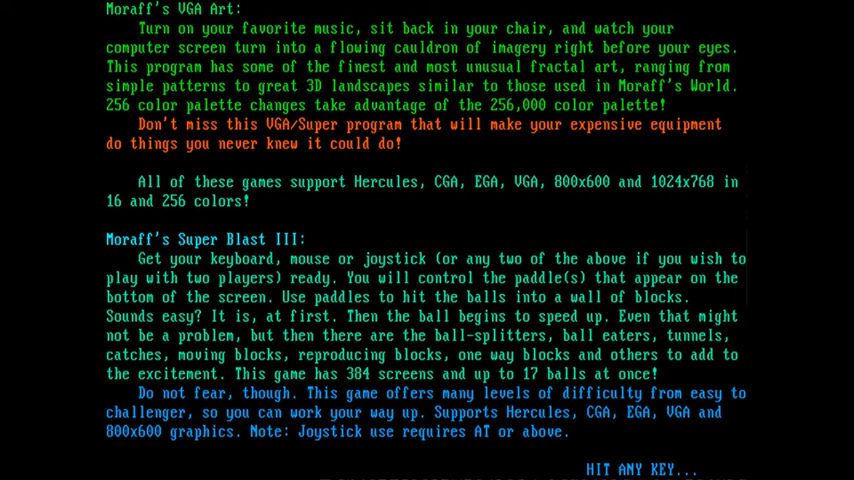 Moraff's VGA Art:
Turn on your favorite music, sit back in your chair, and watch your
computer screen turn into a flowing cauldron of imagery right before your eyes.
This program has some of the finest and most unusual fractal art, ranging from
simple patterns to great 3D landscapes similar to those used in Moraff's World.
256 color palette changes take advantage of the 256,000 color palette!
Don't miss this VGA/Super program that will make your expensive equipment
do things you never knew it could do!
All of these games support Hercules, CGA, EGA, VGA, 800x600 and 1024x768 in
16 and 256 colors!
Moraff's Super Blast III:
Get your keyboard, mouse or joystick (or any two of the above if you wish to
play with two players) ready. You will control the paddle(s) that appear on the
bottom of the screen. Use paddles to hit the balls into a wall of blocks.
Sounds easy? It is, at first. Then the ball begins to speed up. Even that might
not be a problem, but then there are the ball-splitters, ball eaters, tunnels,
catches, moving blocks, reproducing blocks, one way blocks and others to add to
the excitement. This game has 384 screens and up to 17 balls at once!
Do not fear, though. This game offers many levels of difficulty from easy to
challenger, so you can work your way up. Supports Hercules, CGA, EGA, VGA and
800x600 graphics. Note: Joystick use requires AT or above.
HIT ANY KEY...